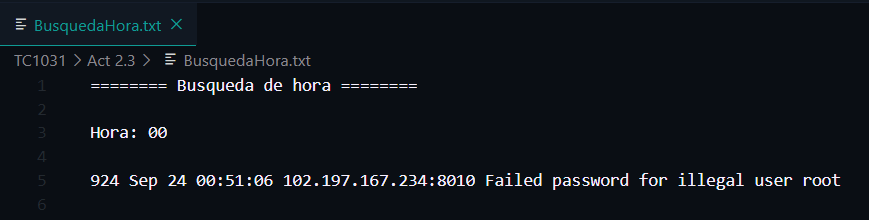 BusquedaHora.txt ×
TC1031 > Act 2.3 > BusquedaHora.txt
1 ======== Busqueda de hora ========
2
3 Hora: 00
4
5 924 Sep 24 00:51:06 102.197.167.234:8010 Failed password for illegal user root
6